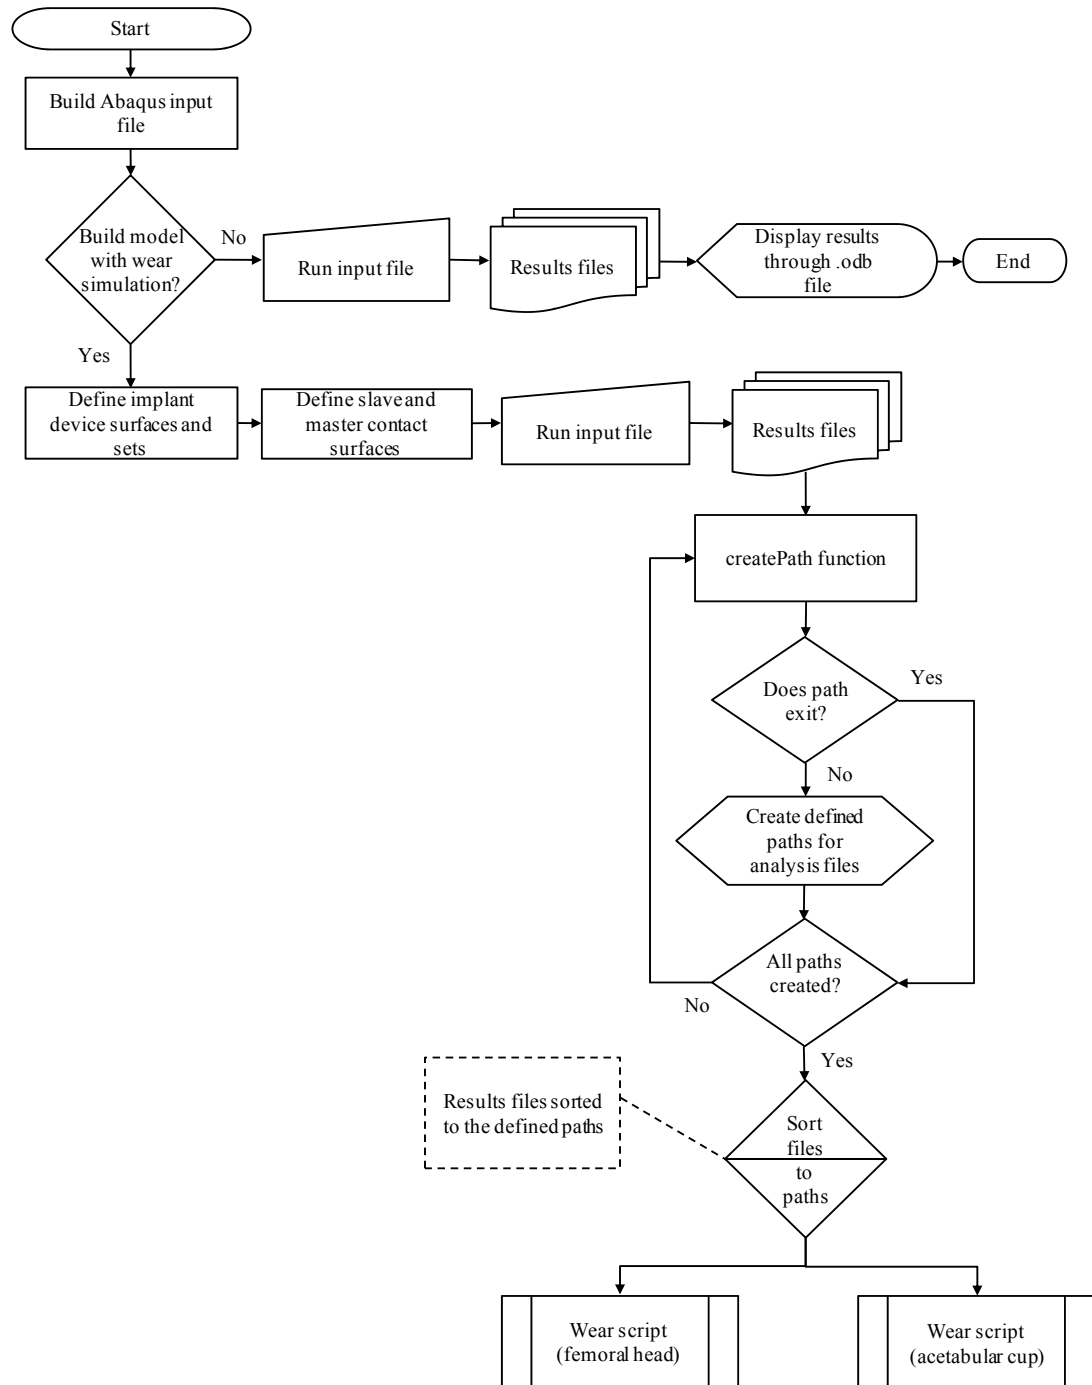 Start
Build Abaqus input
file
Build model
with wear
simulation?
No
Run input file
Results files
Display results
through .odb
file
End
Yes
Define implant
device surfaces and
sets
Define slave and
master contact
surfaces
Run input file
Results files
createPath function
Does path
exit?
Yes
No
Create defined
paths for
analysis files
All paths
created?
No
Yes
Results files sorted
to the defined paths
Sort
files
to
paths
Wear script
(femoral head)
Wear script
(acetabular cup)